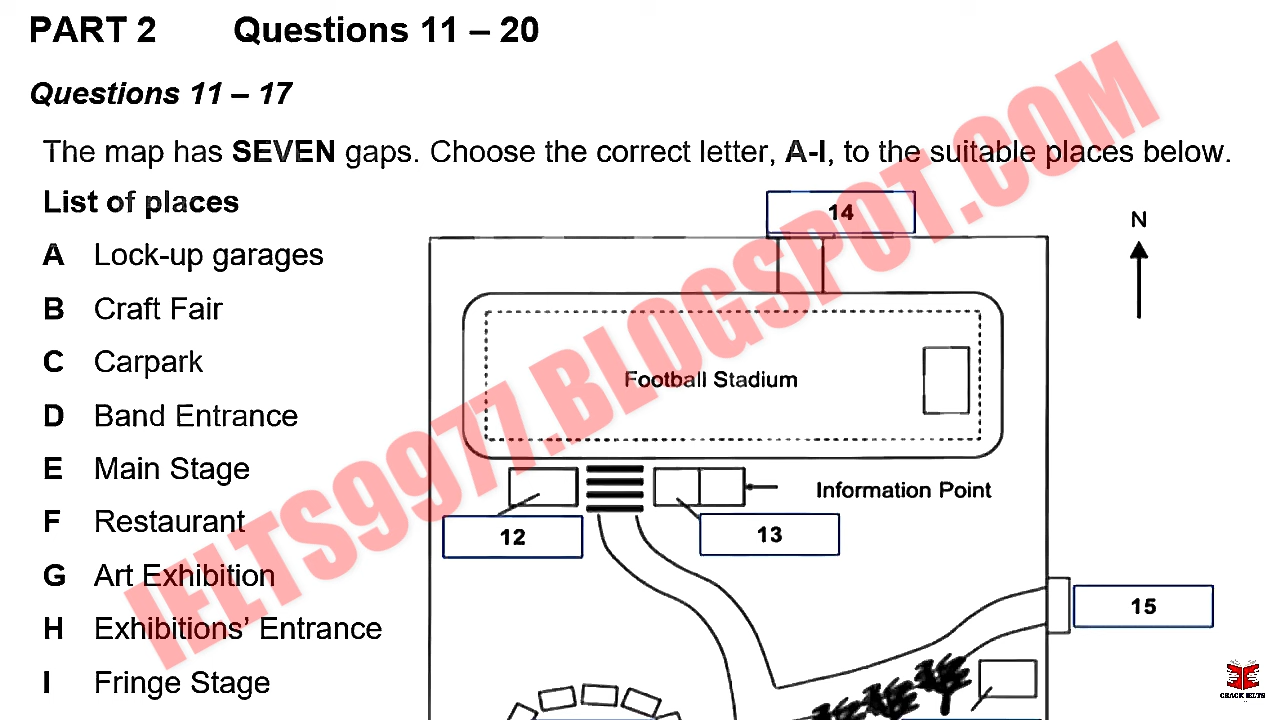 PART 2 Questions 11 – 20
Questions 11 – 17
The map has SEVEN gaps. Choose the correct letter, A-I, to the suitable places below.
List of places
A Lock-up garages
B Craft Fair
C Carpark
D Band Entrance
E Main Stage
F Restaurant
G Art Exhibition
H Exhibitions' Entrance
I Fringe Stage
14
N
Football Stadium
Information Point
12
13
15
IELTS9977.BLOGSPOT.COM
CRACK IELTS